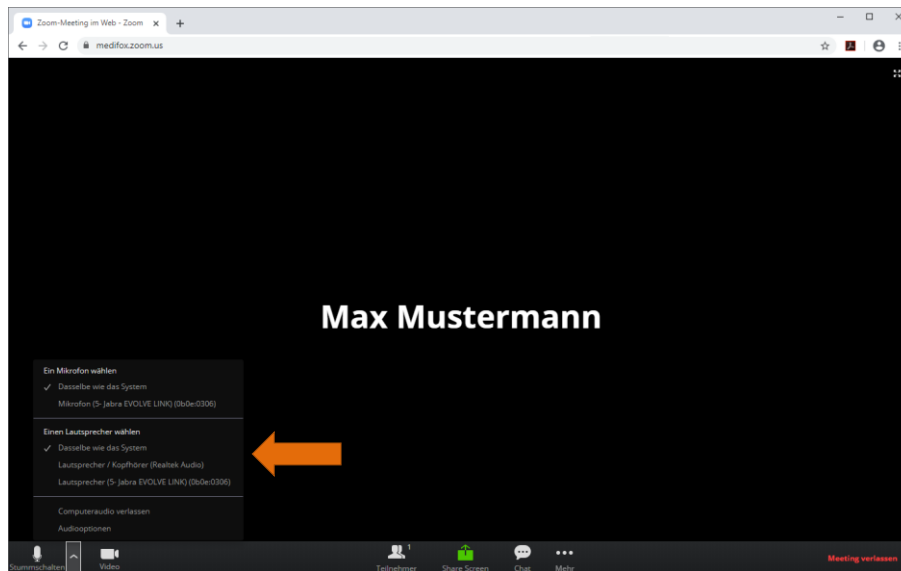 Zoom-Meeting im Web - Zoom
medifox.zoom.us
Max Mustermann
Ein Mikrofon wählen
Dasselbe wie das System
Mikrofon (5- Jabra EVOLVE LINK) (0b0e:0306)
Einen Lautsprecher wählen
Dasselbe wie das System
Lautsprecher / Kopfhörer (Realtek Audio)
Lautsprecher (5- Jabra EVOLVE LINK) (0b0e:0306)
Computeraudio verlassen
Audiooptionen
Stummschalten
Video
1
Teilnehmer
Share Screen
Chat
Mehr
Meeting verlassen